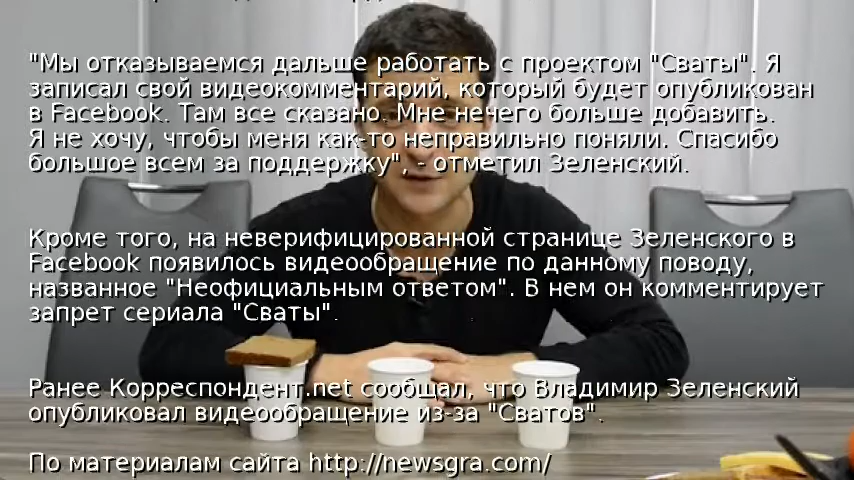 "Мы отказываемся дальше работать с проектом "Сваты". Я
записал свой видеокомментарий, который будет опубликован
в Facebook. Там все сказано. Мне нечего больше добавить.
Я не хочу, чтобы меня как-то неправильно поняли. Спасибо
большое всем за поддержку", - отметил Зеленский.
Кроме того, на неверифицированной странице Зеленского в
Facebook появилось видеообращение по данному поводу,
названное "Неофициальным ответом". В нем он комментирует
запрет сериала "Сваты".
Ранее Корреспондент.net сообщал, что Владимир Зеленский
опубликовал видеообращение из-за "Сватов".
По материалам сайта http://newsgra.com/